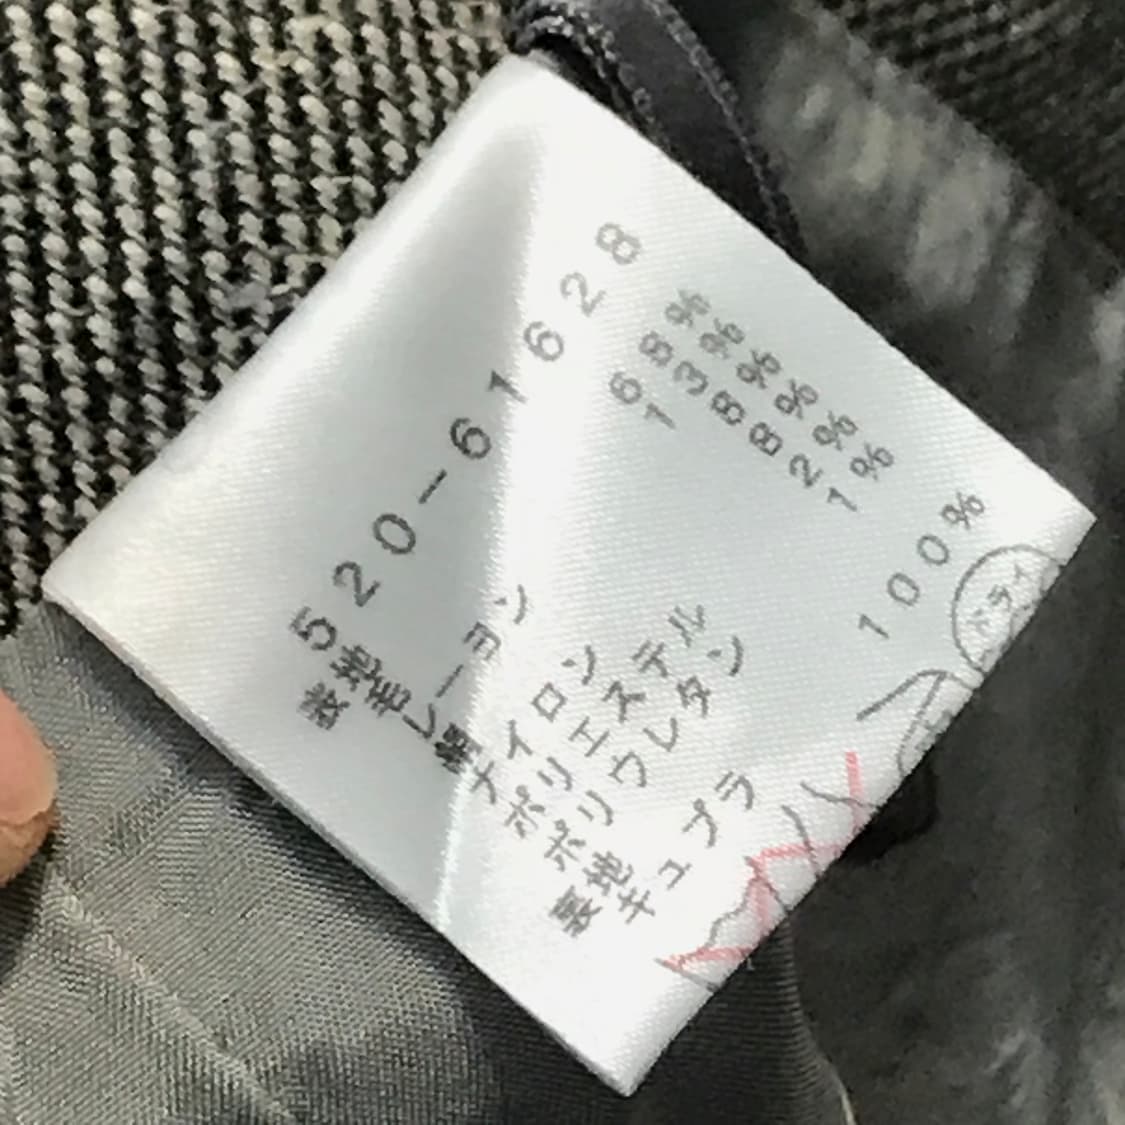 520-61628
表地
毛 68%
レーヨン 13%
綿 8%
ナイロン 8%
ポリエステル 2%
ポリウレタン 1%
裏地
キュプラ 100%
ドライ